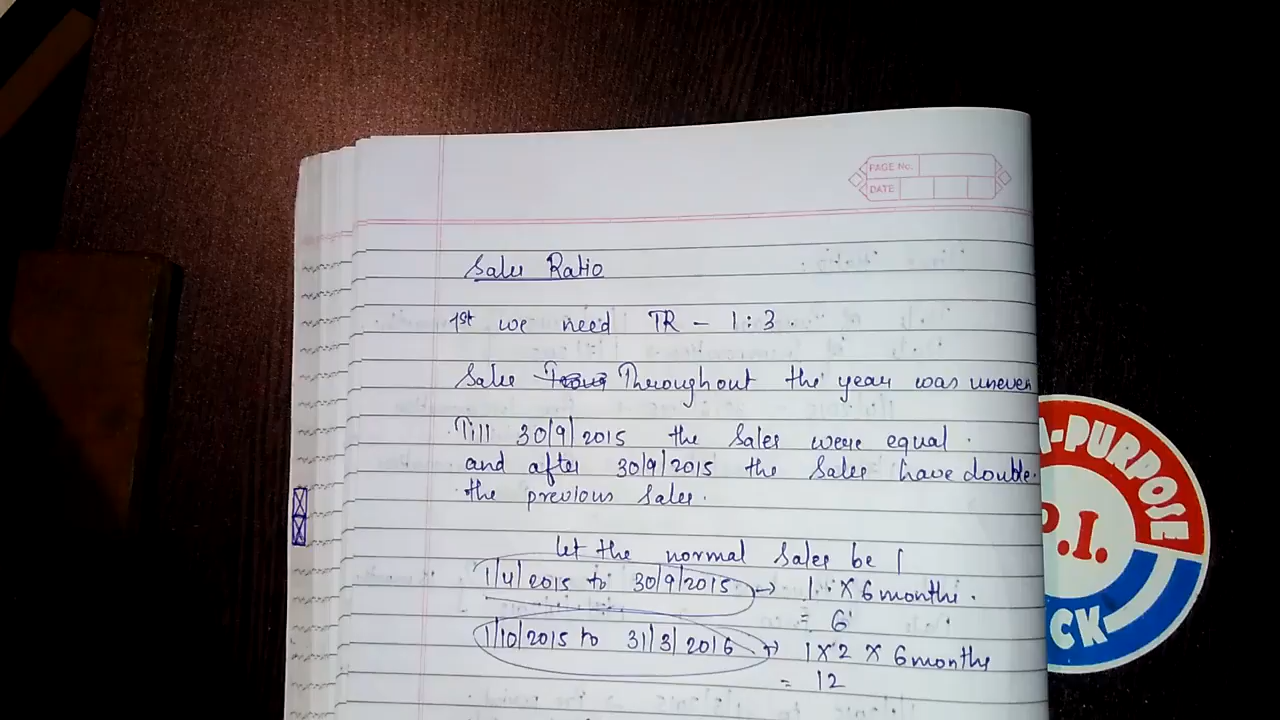 PAGE No.
DATE
Sales Ratio
1st we need TR - 1:3.
Sales Throughout the year was uneven
Till 30/9/2015 the Sales were equal.
and after 30/9/2015 the Sales have double.
the previous Sales.
let the normal Sales be 1
1/4/2015 to 30/9/2015 → 1 × 6 months.
= 6
1/10/2015 to 31/3/2016 → 1 × 2 × 6 months
= 12
-PURPOSE
P.I.
CK